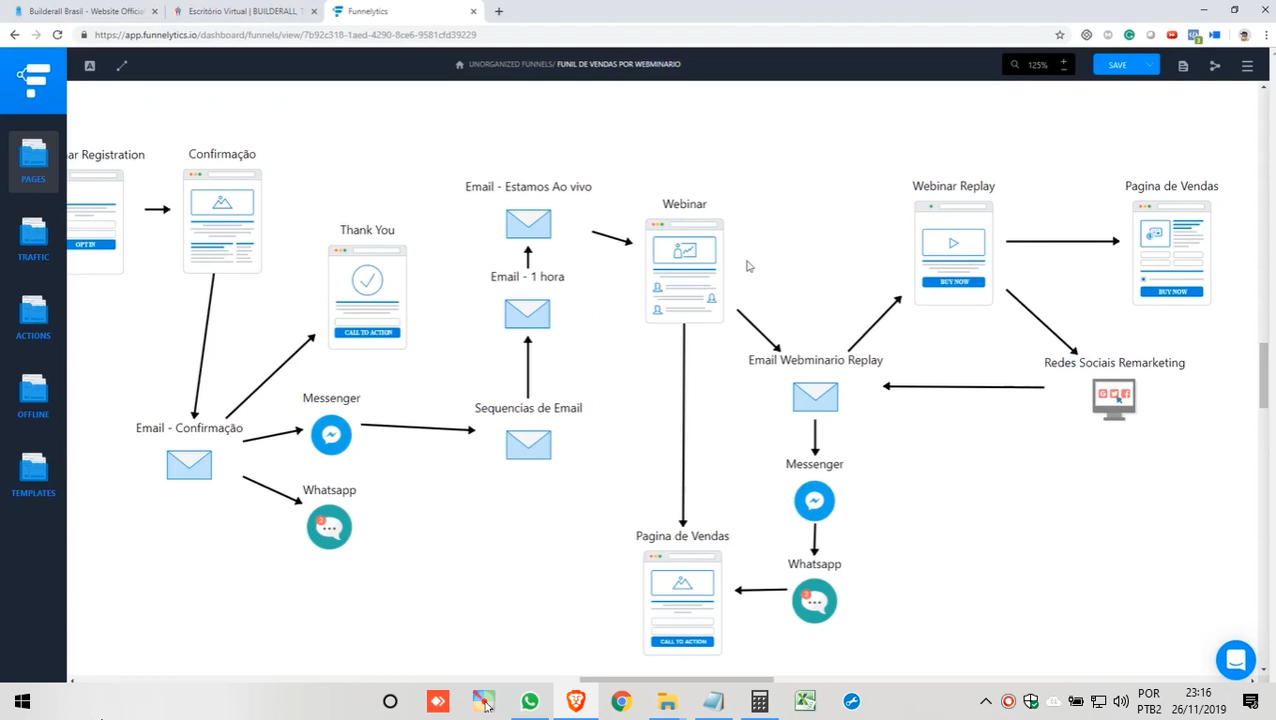 Builderall Brasil - Website Official
Escritório Virtual | BUILDERALL, T
Funnelytics
https://app.funnelytics.io/dashboard/funnels/view/7b92c318-1aed-4290-8ce6-9581cfd39229
UNORGANIZED FUNNELS/ FUNIL DE VENDAS POR WEBMINARIO
125%
SAVE
PAGES
TRAFFIC
ACTIONS
OFFLINE
TEMPLATES
ar Registration
OPT IN
Confirmação
Thank You
CALL TO ACTION
Email - Estamos Ao vivo
Email - 1 hora
Sequencias de Email
Webinar
Webinar Replay
BUY NOW
Pagina de Vendas
BUY NOW
Email Webminario Replay
Redes Sociais Remarketing
Email - Confirmação
Messenger
Whatsapp
Messenger
Whatsapp
Pagina de Vendas
CALL TO ACTION
POR
PTB2
23:16
26/11/2019